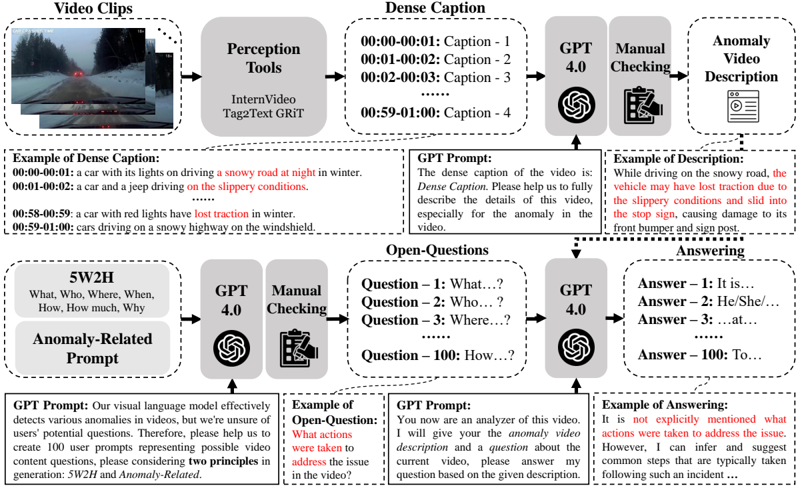 Video Clips
Dense Caption
Perception
Tools
InternVideo
Tag2Text GRiT
00:00-00:01: Caption - 1
00:01-00:02: Caption - 2
00:02-00:03: Caption - 3
······
00:59-01:00: Caption - 4
GPT
4.0
Manual
Checking
Anomaly
Video
Description
Example of Dense Caption:
00:00-00:01: a car with its lights on driving a snowy road at night in winter.
00:01-00:02: a car and a jeep driving on the slippery conditions.
······
00:58-00:59: a car with red lights have lost traction in winter.
00:59-01:00: cars driving on a snowy highway on the windshield.
GPT Prompt:
The dense caption of the video is:
Dense Caption. Please help us to fully
describe the details of this video,
especially for the anomaly in the
video.
Example of Description:
While driving on the snowy road, the
vehicle may have lost traction due to
the slippery conditions and slid into
the stop sign, causing damage to its
front bumper and sign post.
Open-Questions
Answering
5W2H
What, Who, Where, When,
How, How much, Why
Anomaly-Related
Prompt
GPT
4.0
Manual
Checking
Question – 1: What…?
Question – 2: Who… ?
Question – 3: Where…?
······
Question – 100: How…?
GPT
4.0
Answer – 1: It is…
Answer – 2: He/She/…
Answer – 3: …at…
······
Answer – 100: To…
GPT Prompt: Our visual language model effectively
detects various anomalies in videos, but we're unsure of
users' potential questions. Therefore, please help us to
create 100 user prompts representing possible video
content questions, please considering two principles in
generation: 5W2H and Anomaly-Related.
Example of
Open-Question:
What actions
were taken to
address the issue
in the video?
GPT Prompt:
You now are an analyzer of this video.
I will give your the anomaly video
description and a question about the
current video, please answer my
question based on the given description.
Example of Answering:
It is not explicitly mentioned what
actions were taken to address the issue.
However, I can infer and suggest
common steps that are typically taken
following such an incident …